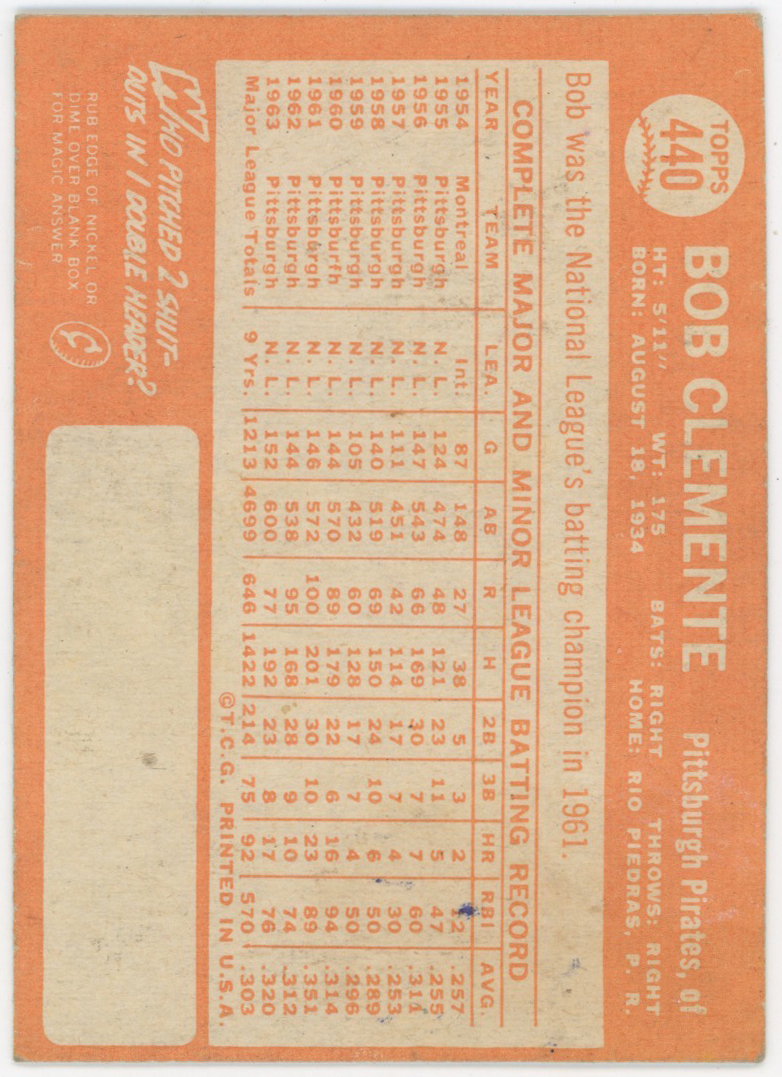 TOPPS
440
BOB CLEMENTE Pittsburgh Pirates, of
HT: 5'11" WT: 175 BATS: RIGHT THROWS: RIGHT
BORN: AUGUST 18, 1934 HOME: RIO PIEDRAS, P. R.
Bob was the National League's batting champion in 1961.
COMPLETE MAJOR AND MINOR LEAGUE BATTING RECORD
YEAR TEAM LEA. G AB R H 2B 3B HR RBI AVG.
1954 Montreal Int. 87 148 27 38 5 3 2 12 .257
1955 Pittsburgh N. L. 124 474 48 121 23 11 5 47 .255
1956 Pittsburgh N. L. 147 543 66 169 30 7 7 60 .311
1957 Pittsburgh N. L. 111 451 42 114 17 7 4 30 .253
1958 Pittsburgh N. L. 140 519 69 150 24 10 6 50 .289
1959 Pittsburgh N. L. 105 432 60 128 17 7 4 50 .296
1960 Pittsburfh N. L. 144 570 89 179 22 6 16 94 .314
1961 Pittsburgh N. L. 146 572 100 201 30 10 23 89 .351
1962 Pittsburgh N. L. 144 538 95 168 28 9 10 74 .312
1963 Pittsburgh N. L. 152 600 77 192 23 8 17 76 .320
Major League Totals 9 Yrs. 1213 4699 646 1422 214 75 92 570 .303
©T.C.G. PRINTED IN U.S.A.
WHO PITCHED 2 SHUT-
OUTS IN 1 DOUBLE HEADER?
RUB EDGE OF NICKEL OR
DIME OVER BLANK BOX
FOR MAGIC ANSWER